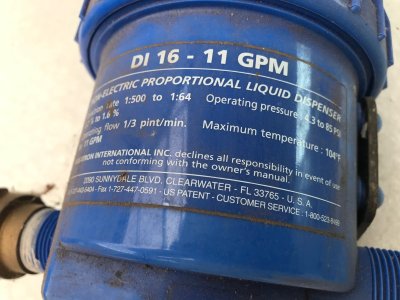 DI 16 - 11 GPM
NON-ELECTRIC PROPORTIONAL LIQUID DISPENSER
rate 1:500 to 1:64 Operating pressure : 4.3 to 85 PSI
to 1.6 %
flow 1/3 pint/min. Maximum temperature : 104°F
11 GPM
INTERNATIONAL INC. declines all responsibility in event of use
not conforming with the owner's manual.
SUNNYDALE BLVD. CLEARWATER - FL 33765 - U. S. A.
- Fax 1-727-447-0591 - US PATENT - CUSTOMER SERVICE :